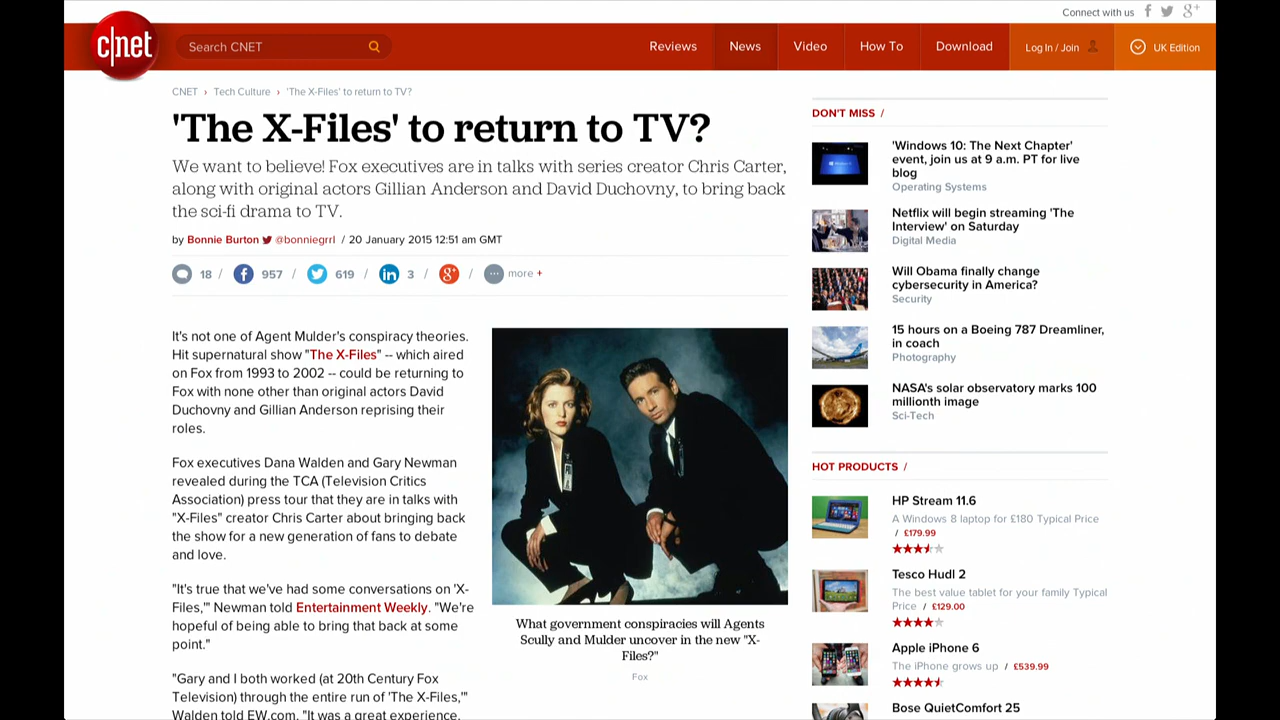 Connect with us
c|net
Search CNET
Reviews
News
Video
How To
Download
Log In / Join
UK Edition
CNET › Tech Culture › 'The X-Files' to return to TV?
'The X-Files' to return to TV?
We want to believe! Fox executives are in talks with series creator Chris Carter,
along with original actors Gillian Anderson and David Duchovny, to bring back
the sci-fi drama to TV.
by Bonnie Burton @bonniegrrl / 20 January 2015 12:51 am GMT
18 / 957 / 619 / 3 / g+ / more +
It's not one of Agent Mulder's conspiracy theories.
Hit supernatural show "The X-Files" -- which aired
on Fox from 1993 to 2002 -- could be returning to
Fox with none other than original actors David
Duchovny and Gillian Anderson reprising their
roles.
Fox executives Dana Walden and Gary Newman
revealed during the TCA (Television Critics
Association) press tour that they are in talks with
"X-Files" creator Chris Carter about bringing back
the show for a new generation of fans to debate
and love.
"It's true that we've had some conversations on 'X-
Files,'" Newman told Entertainment Weekly. "We're
hopeful of being able to bring that back at some
point."
"Gary and I both worked (at 20th Century Fox
Television) through the entire run of 'The X-Files,'"
Walden told EW.com. "It was a great experience.
What government conspiracies will Agents
Scully and Mulder uncover in the new "X-
Files?"
Fox
DON'T MISS /
'Windows 10: The Next Chapter'
event, join us at 9 a.m. PT for live
blog
Operating Systems
Netflix will begin streaming 'The
Interview' on Saturday
Digital Media
Will Obama finally change
cybersecurity in America?
Security
15 hours on a Boeing 787 Dreamliner,
in coach
Photography
NASA's solar observatory marks 100
millionth image
Sci-Tech
HOT PRODUCTS /
HP Stream 11.6
A Windows 8 laptop for £180 Typical Price
/ £179.99
Tesco Hudl 2
The best value tablet for your family Typical
Price / £129.00
Apple iPhone 6
The iPhone grows up / £539.99
Bose QuietComfort 25